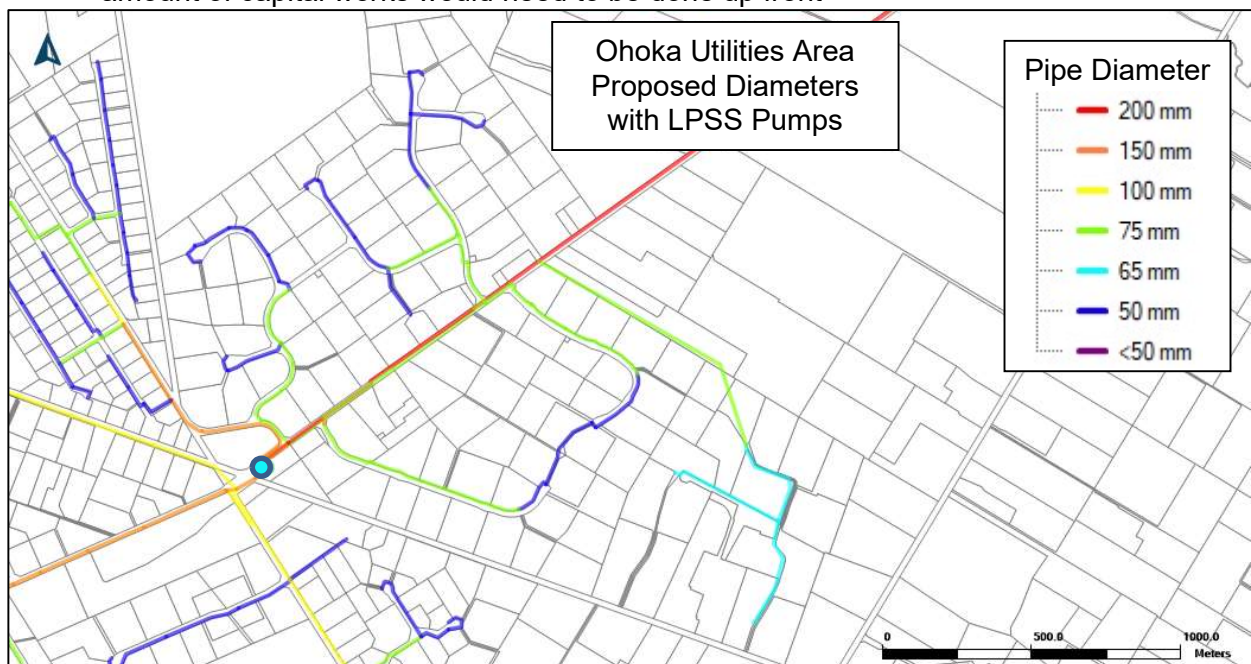 amount of capital works would need to be done up front
Ohoka Utilities Area
Proposed Diameters
with LPSS Pumps
Pipe Diameter
200 mm
150 mm
100 mm
75 mm
65 mm
50 mm
<50 mm
0 500.0 1000.0
Meters